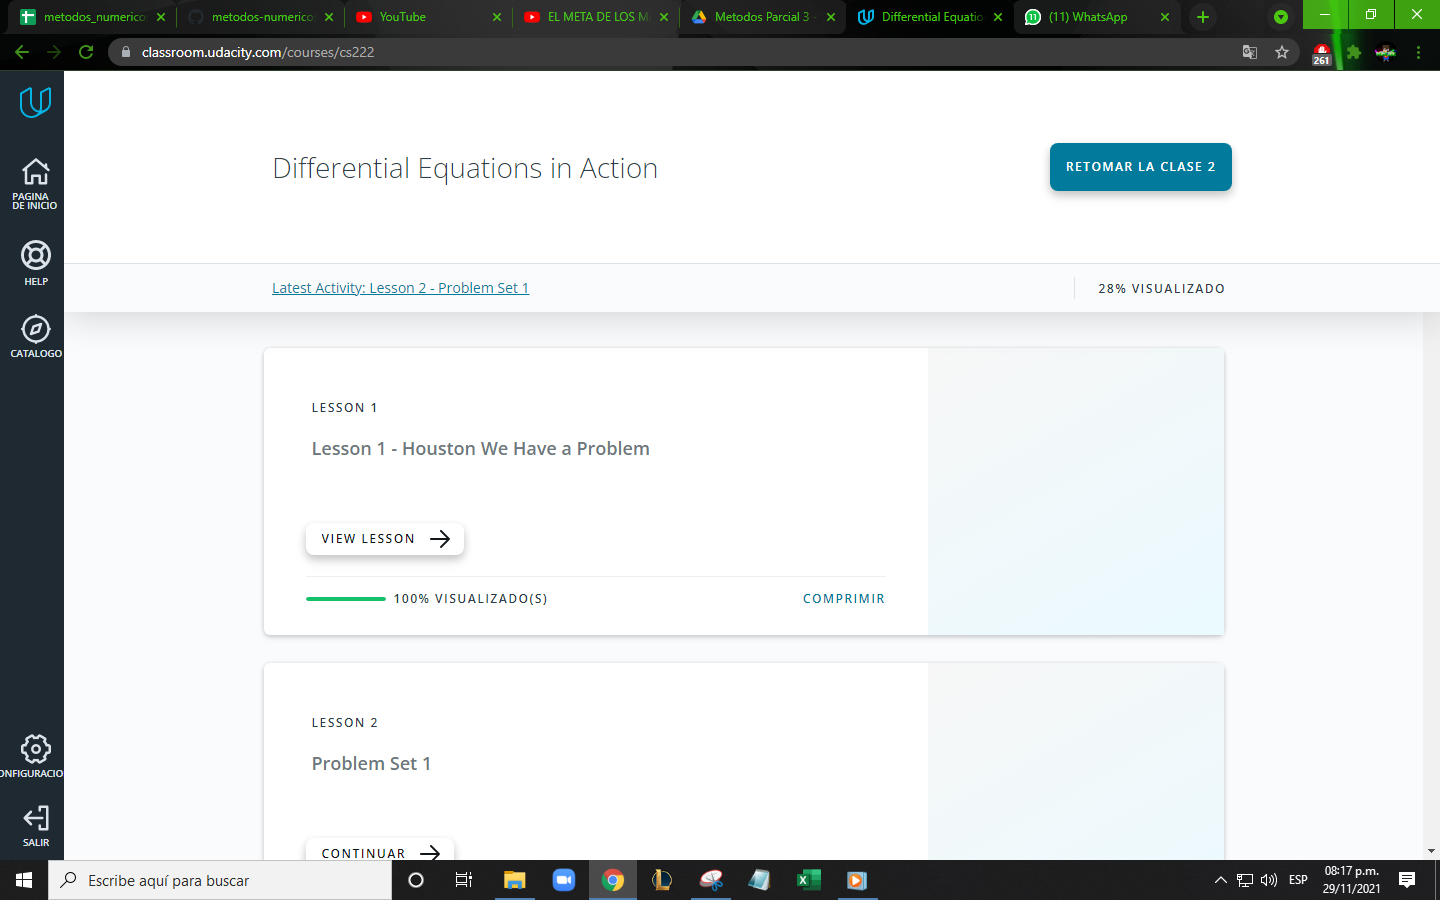 metodos_numerico
metodos-numerico
YouTube
EL META DE LOS M
Metodos Parcial 3 -
Differential Equatio
(11) WhatsApp
classroom.udacity.com/courses/cs222
261
PAGINA
DE INICIO
HELP
CATALOGO
ONFIGURACIO
SALIR
Differential Equations in Action
RETOMAR LA CLASE 2
Latest Activity: Lesson 2 - Problem Set 1
28% VISUALIZADO
LESSON 1
Lesson 1 - Houston We Have a Problem
VIEW LESSON
100% VISUALIZADO(S)
COMPRIMIR
LESSON 2
Problem Set 1
CONTINUAR
Escribe aquí para buscar
ESP
08:17 p.m.
29/11/2021